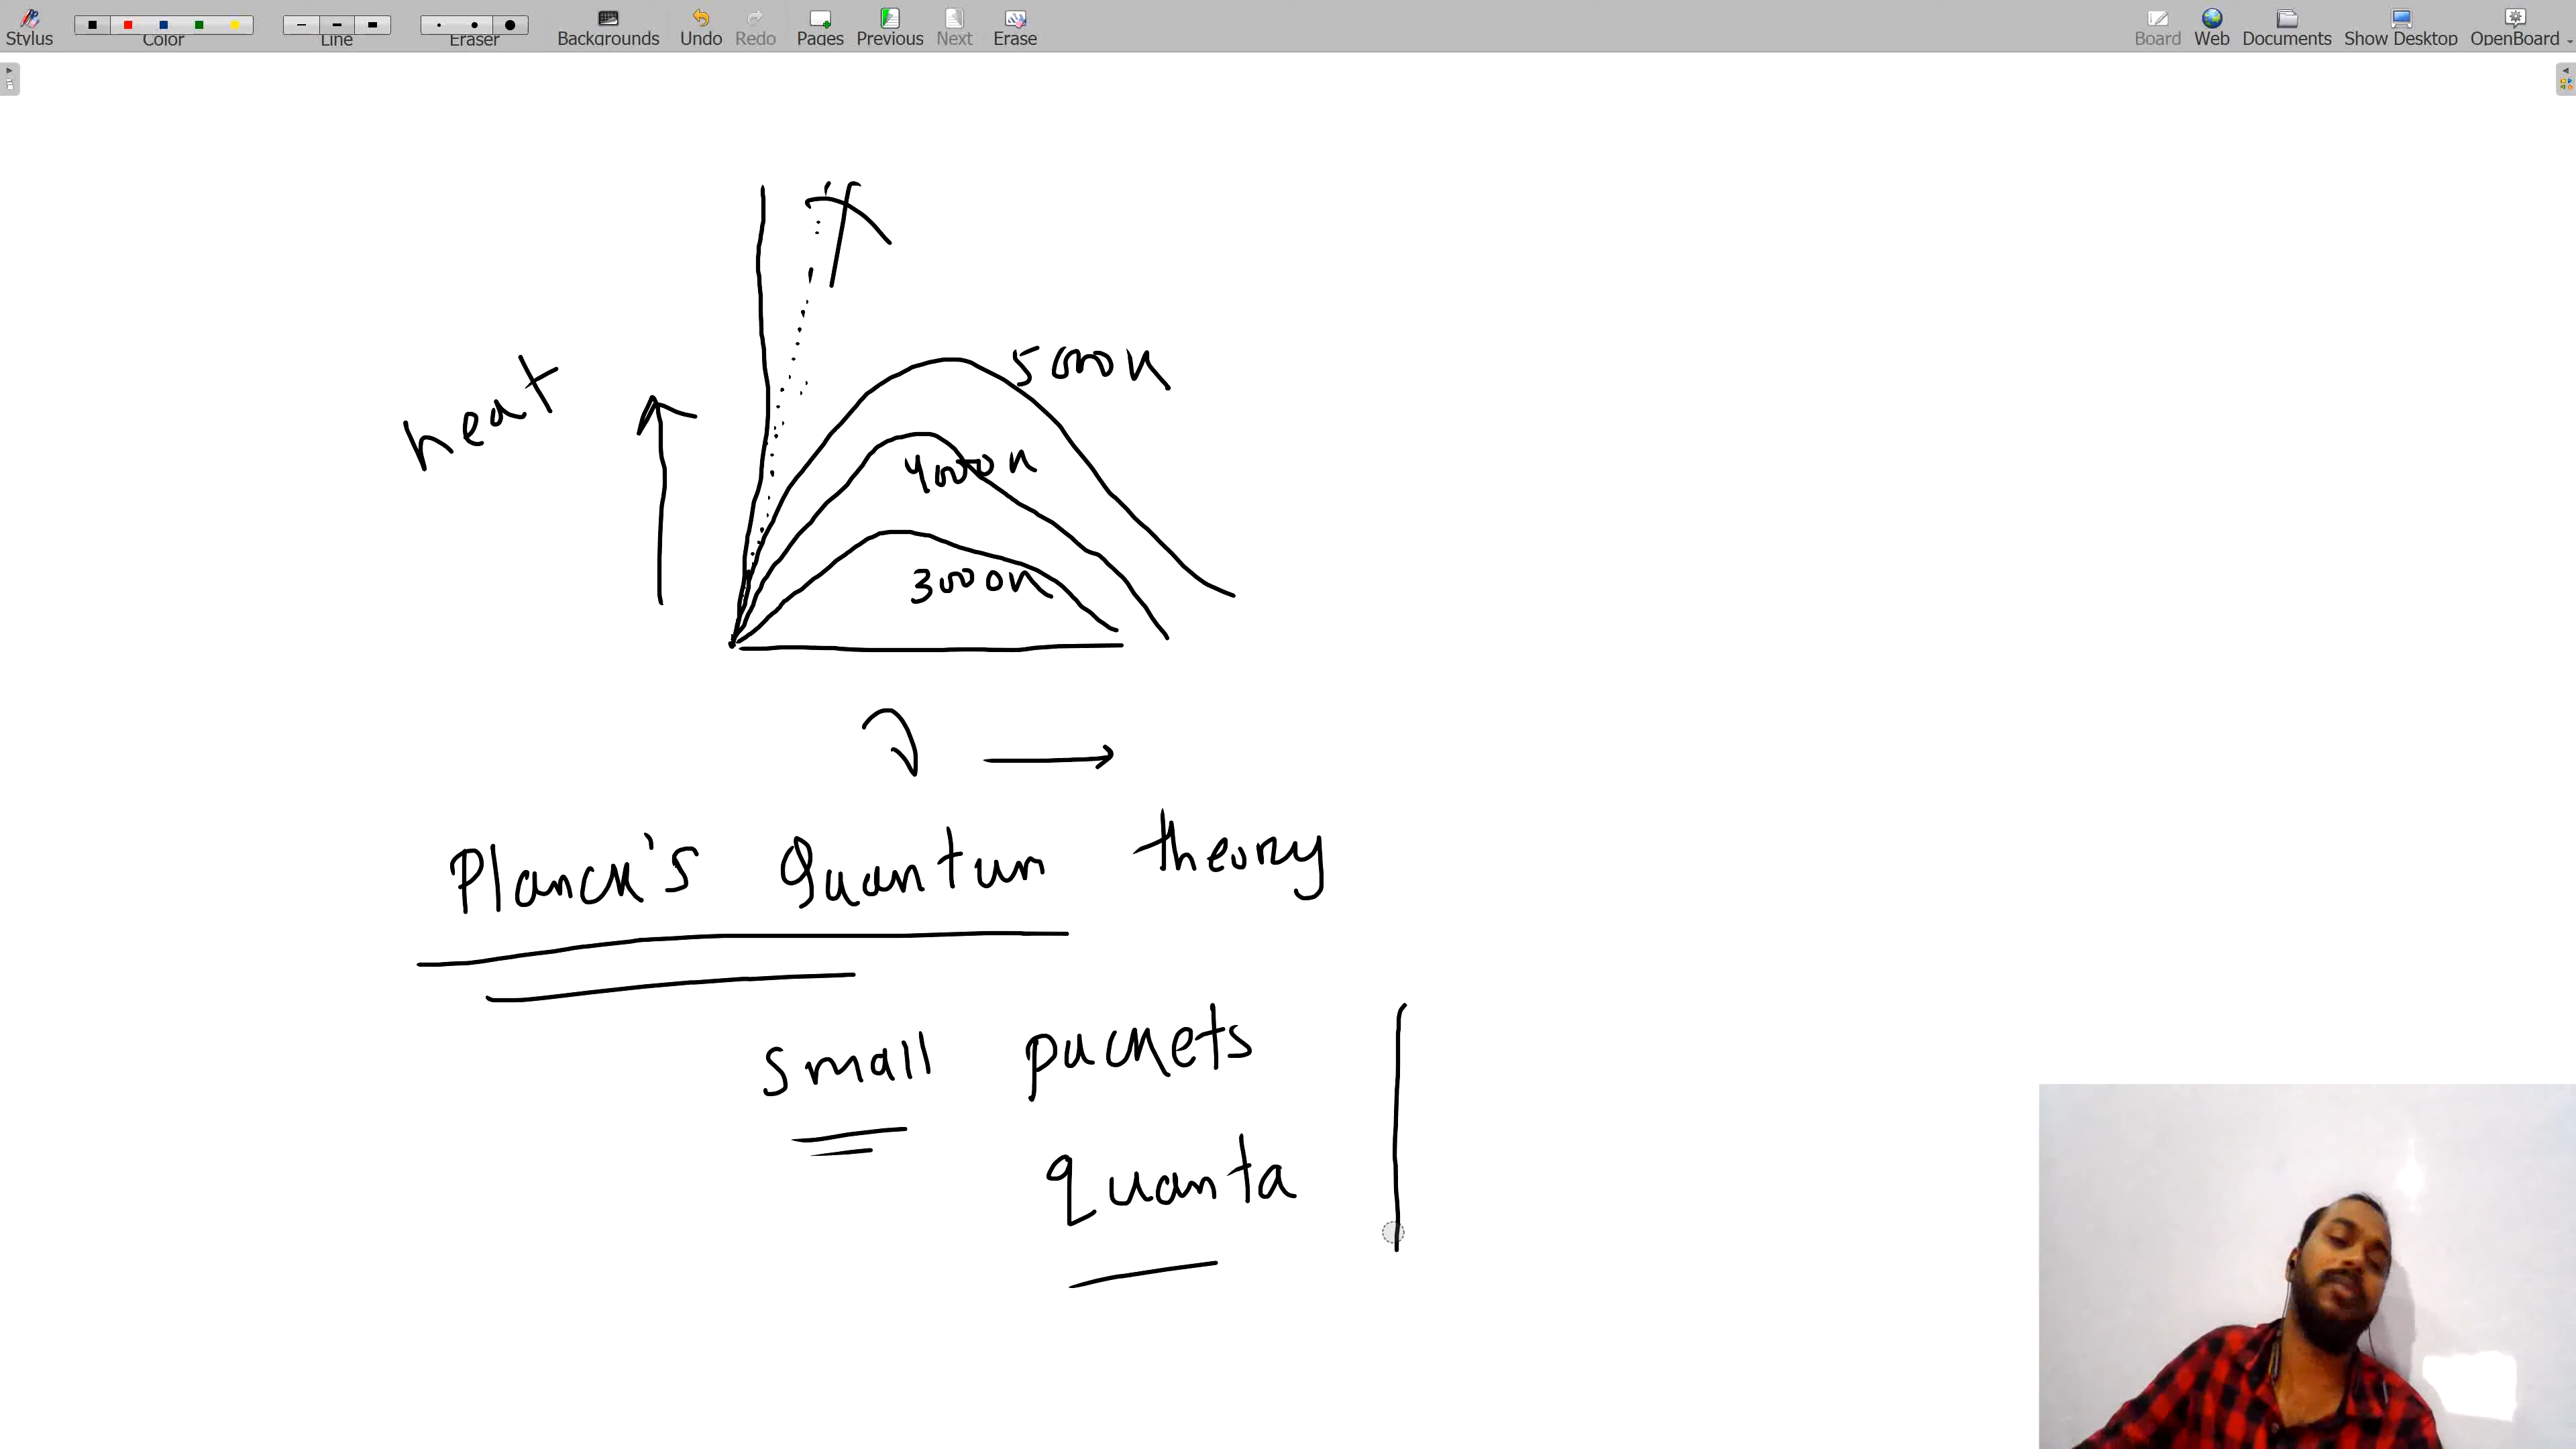 Stylus Color Line Eraser Backgrounds Undo Redo Pages Previous Next Erase Board Web Documents Show Desktop OpenBoard
5000K
heat
4000K
3000K
Planck's Quantum theory
small packets
quanta